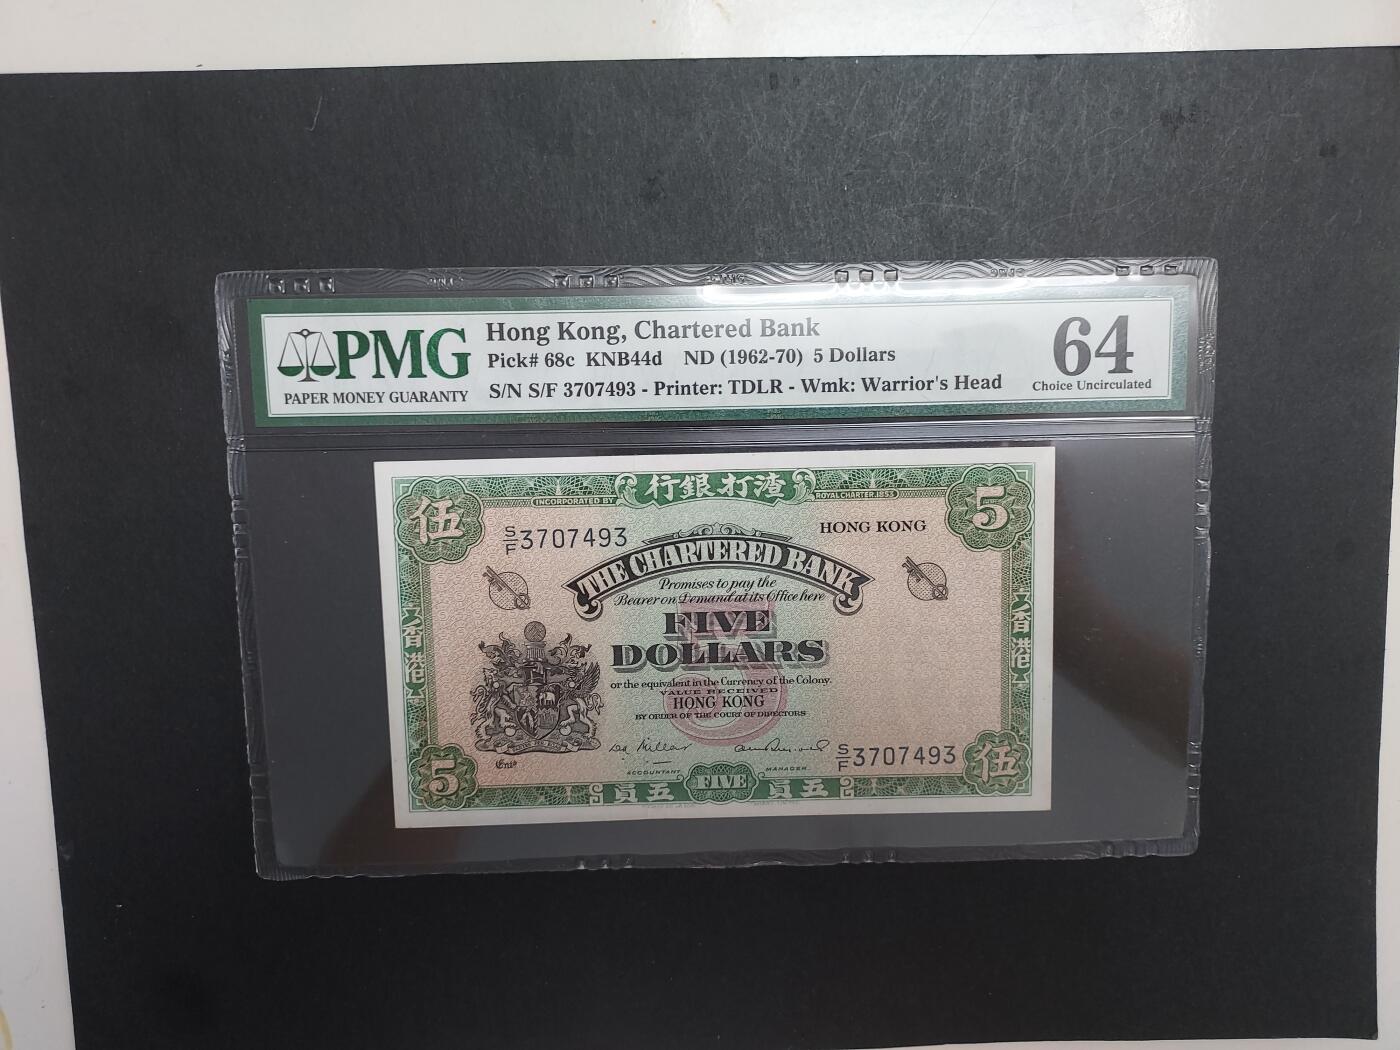 PMG
PAPER MONEY GUARANTY
Hong Kong, Chartered Bank
Pick# 68c KNB44d ND (1962-70) 5 Dollars
S/N S/F 3707493 - Printer: TDLR - Wmk: Warrior's Head
64
Choice Uncirculated
行銀打渣
INCORPORATED BY
ROYAL CHARTER.1853
伍
5
S/F 3707493
HONG KONG
THE CHARTERED BANK
Promises to pay the
Bearer on Demand at its Office here
FIVE
DOLLARS
or the equivalent in the Currency of the Colony.
VALUE RECEIVED
HONG KONG
BY ORDER OF THE COURT OF DIRECTORS
香港
香港
ACCOUNTANT
MANAGER
S/F 3707493
5
員五
FIVE
員五
伍